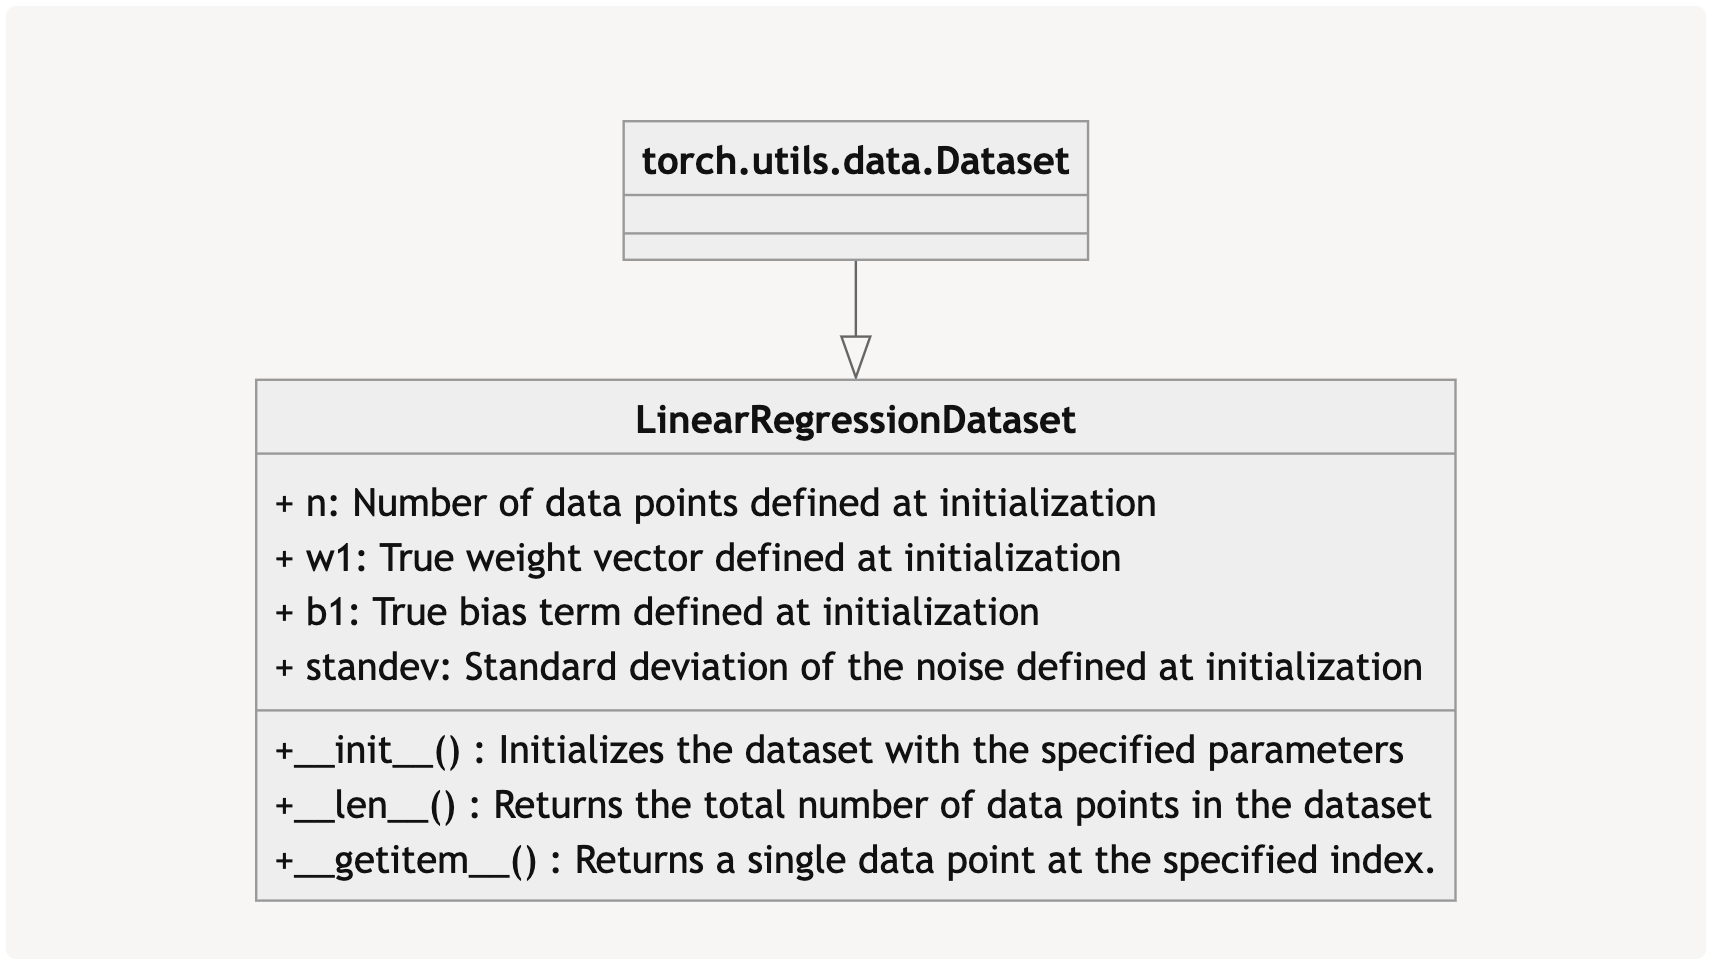 torch.utils.data.Dataset
LinearRegressionDataset
+ n: Number of data points defined at initialization
+ w1: True weight vector defined at initialization
+ b1: True bias term defined at initialization
+ standev: Standard deviation of the noise defined at initialization
+__init__() : Initializes the dataset with the specified parameters
+__len__() : Returns the total number of data points in the dataset
+__getitem__() : Returns a single data point at the specified index.